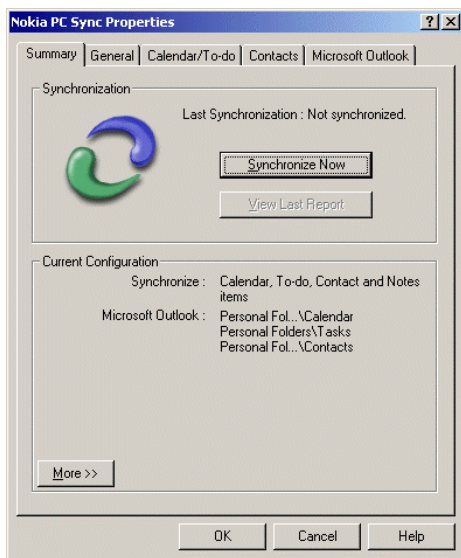 Nokia PC Sync Properties ? X
Summary General Calendar/To-do Contacts Microsoft Outlook
Synchronization
Last Synchronization : Not synchronized.
Synchronize Now
View Last Report
Current Configuration
Synchronize : Calendar, To-do, Contact and Notes
items
Microsoft Outlook : Personal Fol...\Calendar
Personal Folders\Tasks
Personal Fol...\Contacts
More >>
OK Cancel Help